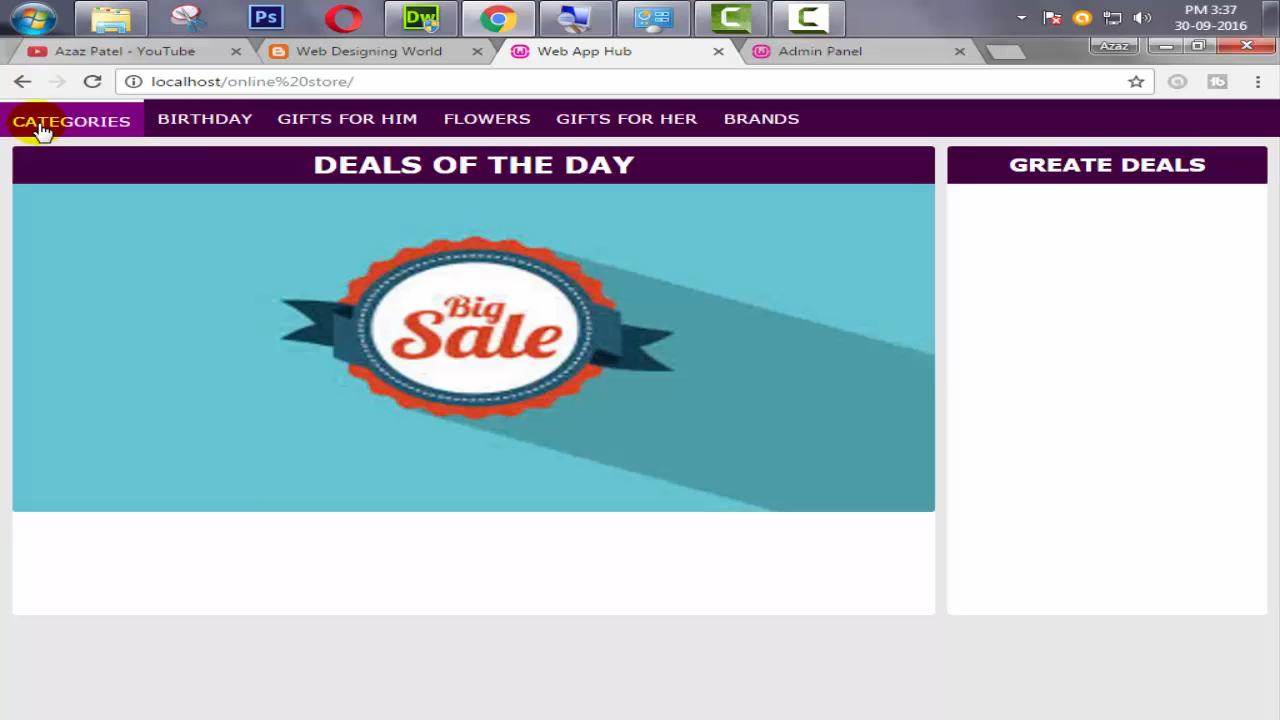 Ps
Dw
PM 3:37
30-09-2016
Azaz Patel - YouTube
Web Designing World
Web App Hub
Admin Panel
Azaz
localhost/online%20store/
CATEGORIES
BIRTHDAY
GIFTS FOR HIM
FLOWERS
GIFTS FOR HER
BRANDS
DEALS OF THE DAY
GREATE DEALS
Big
Sale